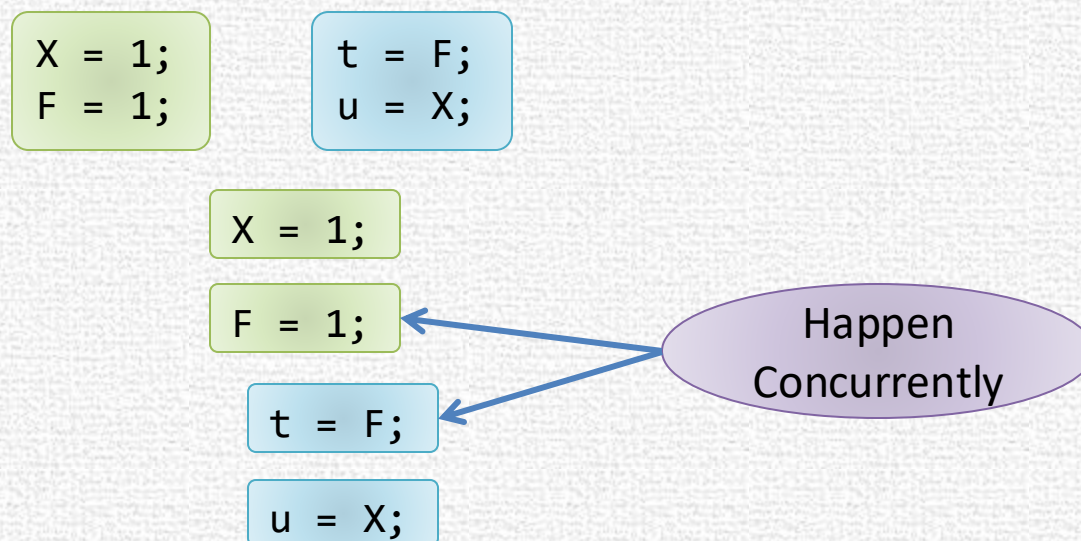 X = 1;
F = 1;
t = F;
u = X;
X = 1;
F = 1;
t = F;
u = X;
Happen
Concurrently